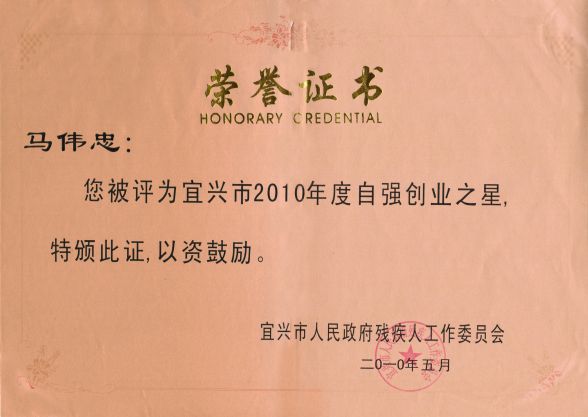 荣誉证书
HONORARY CREDENTIAL
马伟忠：
您被评为宜兴市2010年度自强创业之星,
特颁此证,以资鼓励。
宜兴市人民政府残疾人工作委员会
二〇一〇年五月